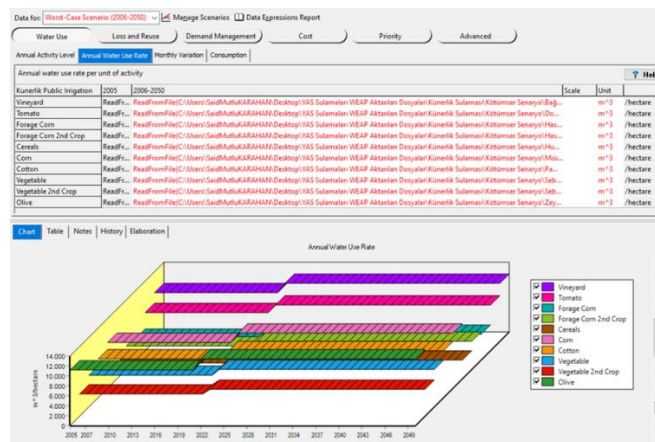 Data for: Worst-Case Scenario (2006-2050) Manage Scenarios Data Expressions Report
Water Use Loss and Reuse Demand Management Cost Priority Advanced
Annual Activity Level Annual Water Use Rate Monthly Variation Consumption
Annual water use rate per unit of activity ? Hel
Kunerlik Public Irrigation 2005 2006-2050 Scale Unit
Vineyard ReadFr... ReadFromFile(C:\Users\SaidMutluKARAHAN\Desktop\YAS Sulamaları WEAP Aktarılan Dosyalar\Künerlik Sulaması\Kötümser Senaryo\Bağ... m^3 /hectare
Tomato ReadFr... ReadFromFile(C:\Users\SaidMutluKARAHAN\Desktop\YAS Sulamaları WEAP Aktarılan Dosyalar\Künerlik Sulaması\Kötümser Senaryo\Do... m^3 /hectare
Forage Corn ReadFr... ReadFromFile(C:\Users\SaidMutluKARAHAN\Desktop\YAS Sulamaları WEAP Aktarılan Dosyalar\Künerlik Sulaması\Kötümser Senaryo\Has... m^3 /hectare
Forage Corn 2nd Crop ReadFr... ReadFromFile(C:\Users\SaidMutluKARAHAN\Desktop\YAS Sulamaları WEAP Aktarılan Dosyalar\Künerlik Sulaması\Kötümser Senaryo\Has... m^3 /hectare
Cereals ReadFr... ReadFromFile(C:\Users\SaidMutluKARAHAN\Desktop\YAS Sulamaları WEAP Aktarılan Dosyalar\Künerlik Sulaması\Kötümser Senaryo\Hu... m^3 /hectare
Corn ReadFr... ReadFromFile(C:\Users\SaidMutluKARAHAN\Desktop\YAS Sulamaları WEAP Aktarılan Dosyalar\Künerlik Sulaması\Kötümser Senaryo\Mısı... m^3 /hectare
Cotton ReadFr... ReadFromFile(C:\Users\SaidMutluKARAHAN\Desktop\YAS Sulamaları WEAP Aktarılan Dosyalar\Künerlik Sulaması\Kötümser Senaryo\Pa... m^3 /hectare
Vegetable ReadFr... ReadFromFile(C:\Users\SaidMutluKARAHAN\Desktop\YAS Sulamaları WEAP Aktarılan Dosyalar\Künerlik Sulaması\Kötümser Senaryo\Seb... m^3 /hectare
Vegetable 2nd Crop ReadFr... ReadFromFile(C:\Users\SaidMutluKARAHAN\Desktop\YAS Sulamaları WEAP Aktarılan Dosyalar\Künerlik Sulaması\Kötümser Senaryo\Seb... m^3 /hectare
Olive ReadFr... ReadFromFile(C:\Users\SaidMutluKARAHAN\Desktop\YAS Sulamaları WEAP Aktarılan Dosyalar\Künerlik Sulaması\Kötümser Senaryo\Zey... m^3 /hectare
Chart Table Notes History Elaboration
Annual Water Use Rate
Vineyard
Tomato
Forage Corn
Forage Corn 2nd Crop
Cereals
Corn
Cotton
Vegetable
Vegetable 2nd Crop
Olive
14.000
12.000
10.000
8.000
6.000
4.000
2.000
0
m^3/hectare
2005 2007 2010 2013 2016 2019 2022 2025 2028 2031 2034 2037 2040 2043 2046 2049